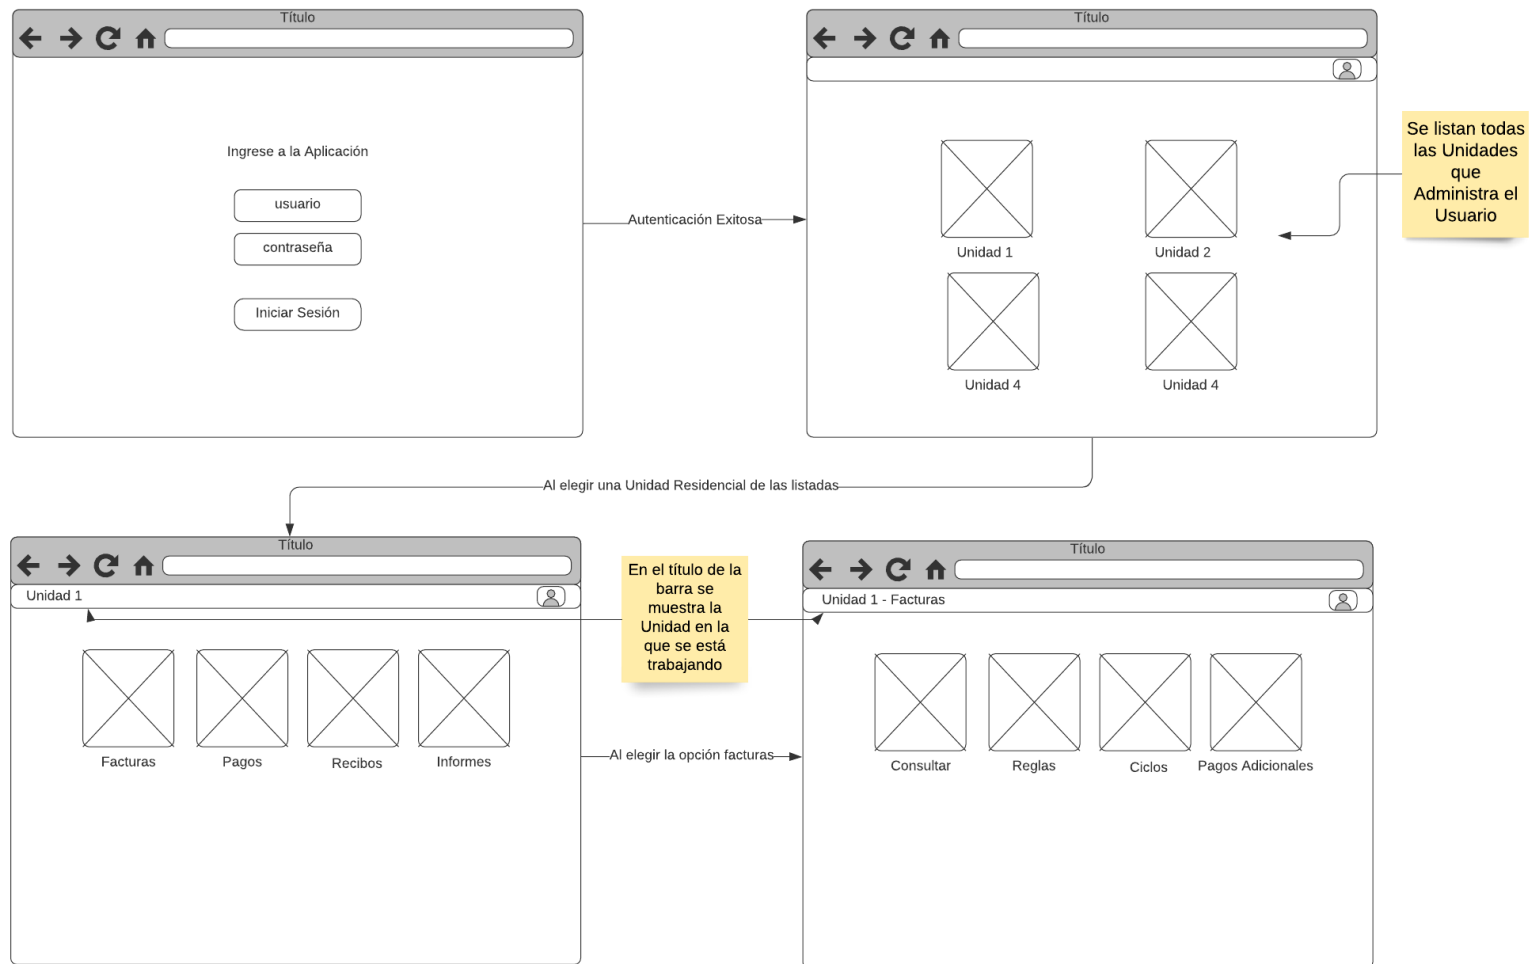 Título
Ingrese a la Aplicación
usuario
contraseña
Iniciar Sesión
Autenticación Exitosa
Título
Unidad 1
Unidad 2
Unidad 4
Unidad 4
Se listan todas
las Unidades
que
Administra el
Usuario
Al elegir una Unidad Residencial de las listadas
Título
Unidad 1
Facturas
Pagos
Recibos
Informes
En el título de la
barra se
muestra la
Unidad en la
que se está
trabajando
Al elegir la opción facturas
Título
Unidad 1 - Facturas
Consultar
Reglas
Ciclos
Pagos Adicionales